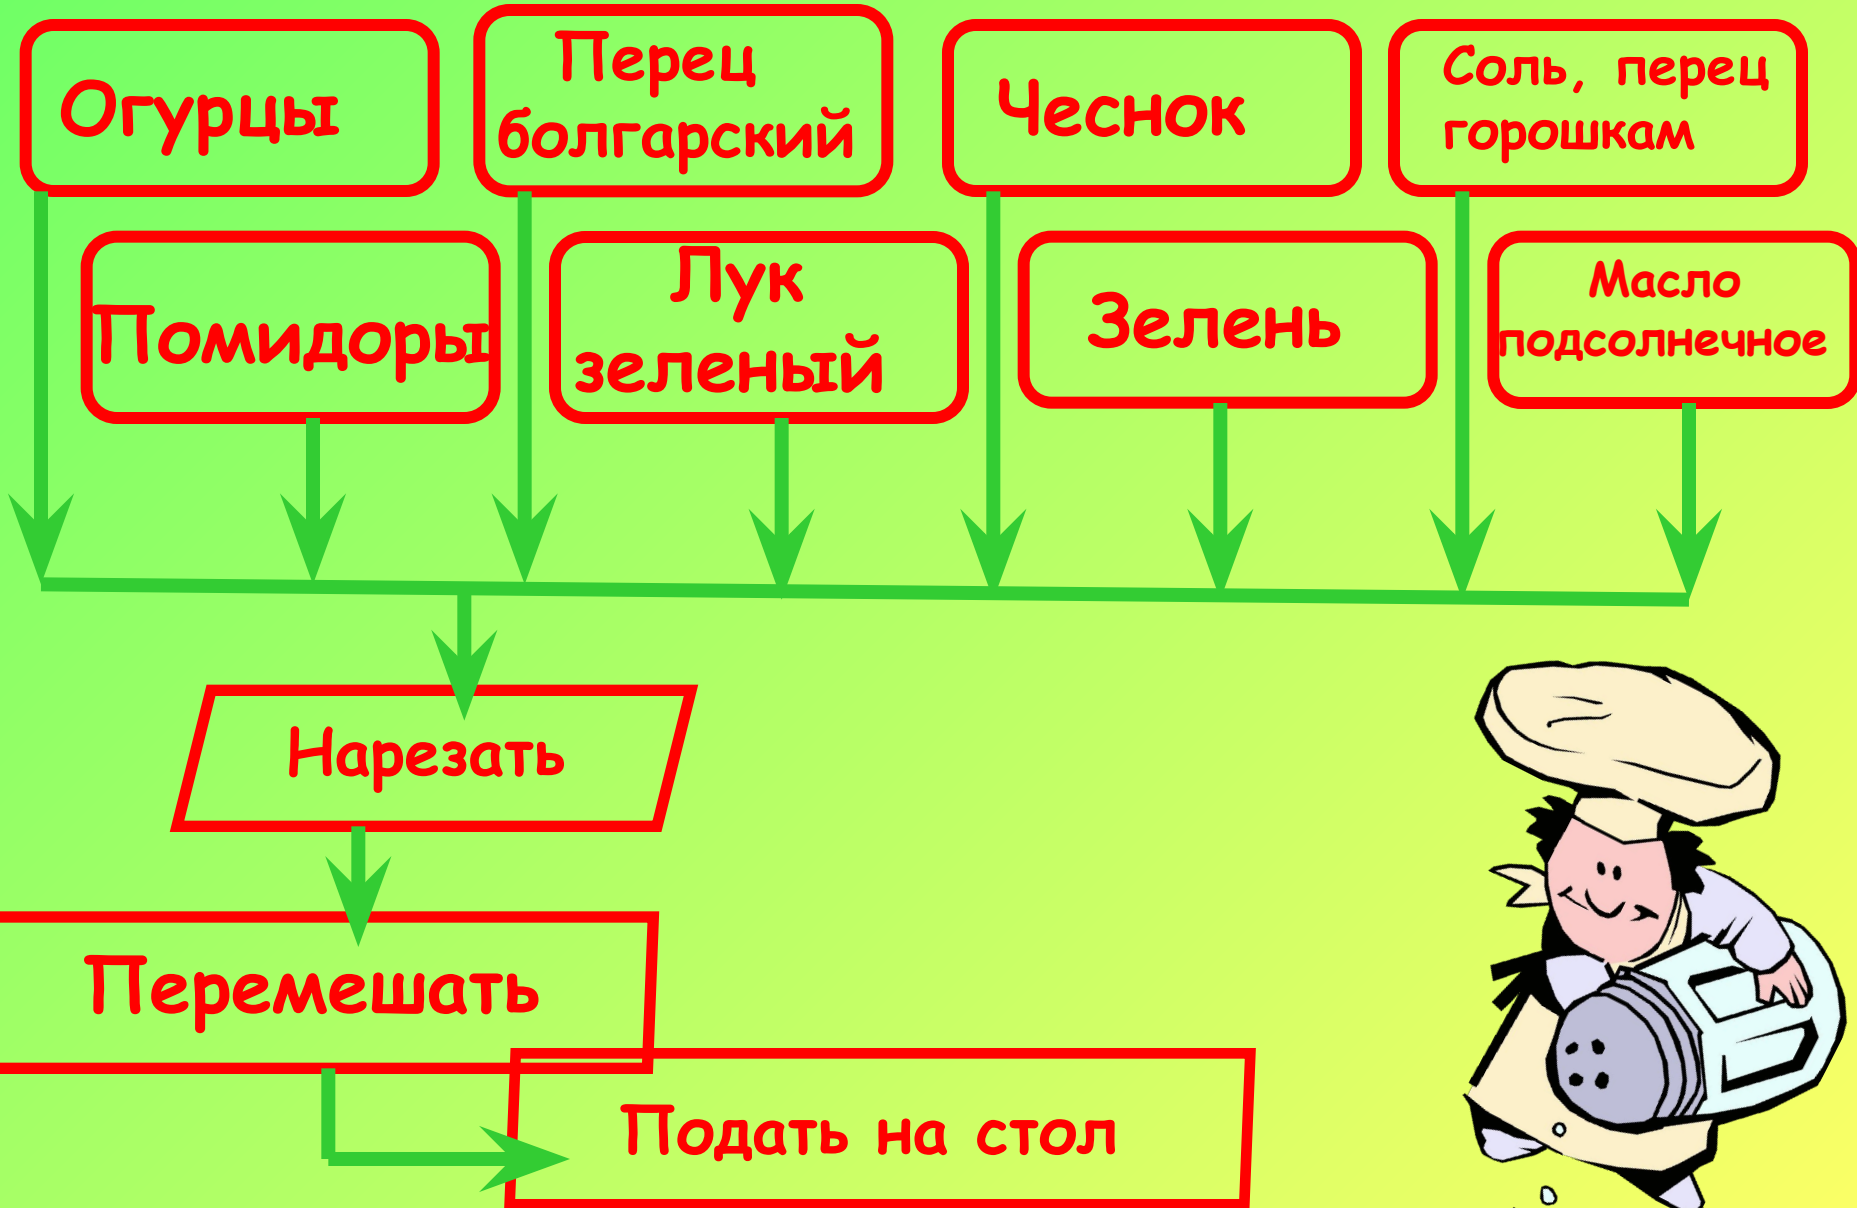 Огурцы
Перец
болгарский
Чеснок
Соль, перец
горошкам
Помидоры
Лук
зеленый
Зелень
Масло
подсолнечное
Нарезать
Перемешать
Подать на стол